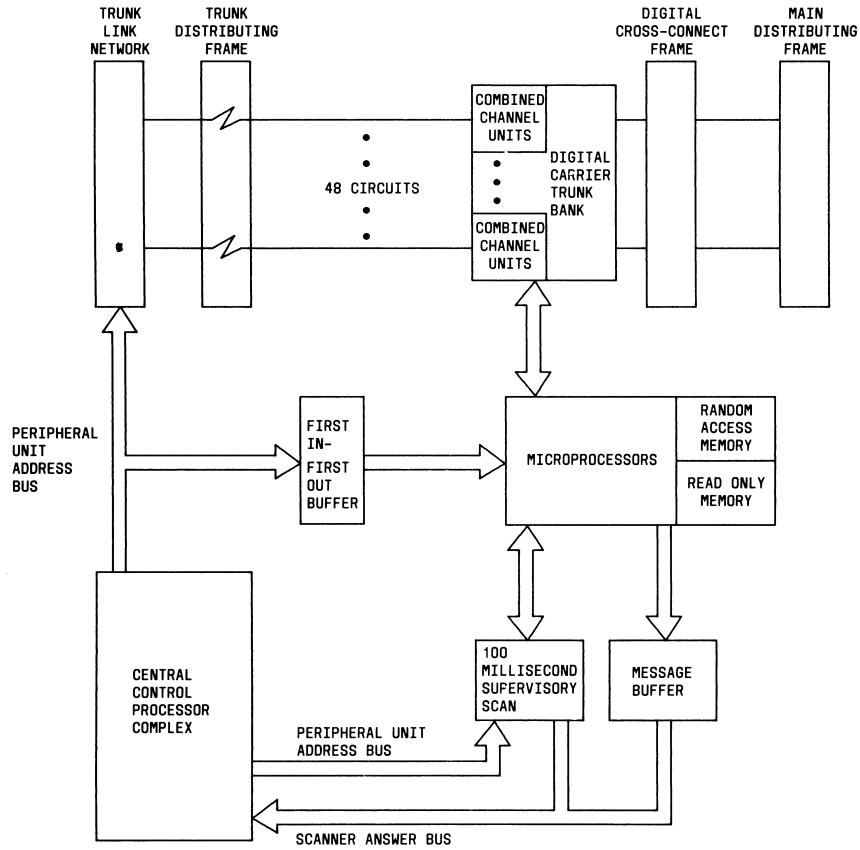 TRUNK
LINK
NETWORK
TRUNK
DISTRIBUTING
FRAME
DIGITAL
CROSS-CONNECT
FRAME
MAIN
DISTRIBUTING
FRAME
COMBINED
CHANNEL
UNITS
DIGITAL
CARRIER
TRUNK
BANK
48 CIRCUITS
COMBINED
CHANNEL
UNITS
PERIPHERAL
UNIT
ADDRESS
BUS
FIRST
IN-
FIRST
OUT
BUFFER
MICROPROCESSORS
RANDOM
ACCESS
MEMORY
READ ONLY
MEMORY
CENTRAL
CONTROL
PROCESSOR
COMPLEX
100
MILLISECOND
SUPERVISORY
SCAN
MESSAGE
BUFFER
PERIPHERAL UNIT
ADDRESS BUS
SCANNER ANSWER BUS